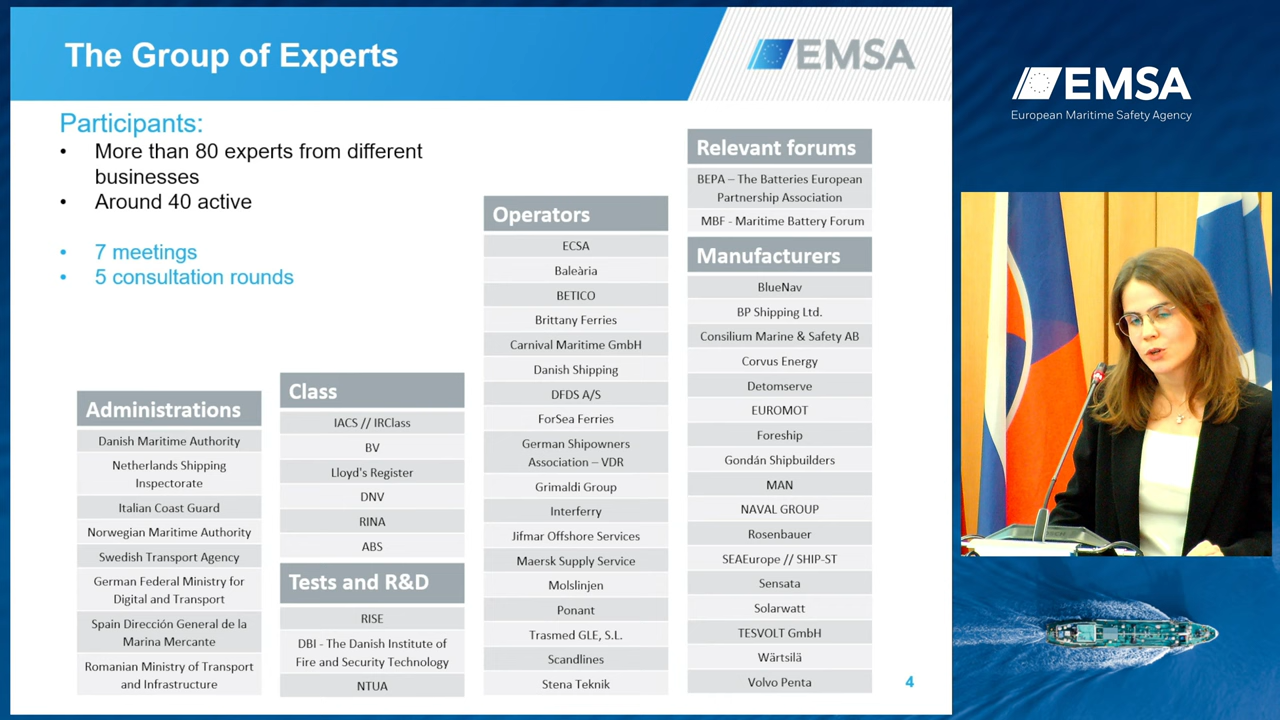 The Group of Experts
EMSA
Participants:
• More than 80 experts from different
businesses
• Around 40 active
• 7 meetings
• 5 consultation rounds
Administrations
Danish Maritime Authority
Netherlands Shipping
Inspectorate
Italian Coast Guard
Norwegian Maritime Authority
Swedish Transport Agency
German Federal Ministry for
Digital and Transport
Spain Dirección General de la
Marina Mercante
Romanian Ministry of Transport
and Infrastructure
Class
IACS // IRClass
BV
Lloyd's Register
DNV
RINA
ABS
Tests and R&D
RISE
DBI - The Danish Institute of
Fire and Security Technology
NTUA
Operators
ECSA
Baleària
BETICO
Brittany Ferries
Carnival Maritime GmbH
Danish Shipping
DFDS A/S
ForSea Ferries
German Shipowners
Association – VDR
Grimaldi Group
Interferry
Jifmar Offshore Services
Maersk Supply Service
Molslinjen
Ponant
Trasmed GLE, S.L.
Scandlines
Stena Teknik
Relevant forums
BEPA – The Batteries European
Partnership Association
MBF - Maritime Battery Forum
Manufacturers
BlueNav
BP Shipping Ltd.
Consilium Marine & Safety AB
Corvus Energy
Detomserve
EUROMOT
Foreship
Gondán Shipbuilders
MAN
NAVAL GROUP
Rosenbauer
SEAEurope // SHIP-ST
Sensata
Solarwatt
TESVOLT GmbH
Wärtsilä
Volvo Penta
4
EMSA
European Maritime Safety Agency